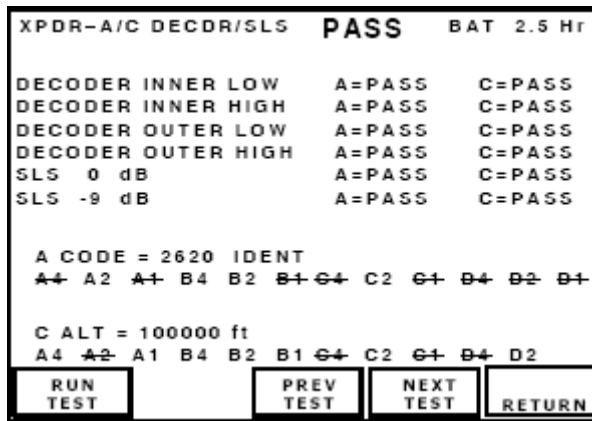 XPDR-A/C DECDR/SLS PASS BAT 2.5 Hr
DECODER INNER LOW A=PASS C=PASS
DECODER INNER HIGH A=PASS C=PASS
DECODER OUTER LOW A=PASS C=PASS
DECODER OUTER HIGH A=PASS C=PASS
SLS 0 dB A=PASS C=PASS
SLS -9 dB A=PASS C=PASS
A CODE = 2620 IDENT
A4 A2 A1 B4 B2 B1 C4 C2 C1 D4 D2 D1
C ALT = 100000 ft
A4 A2 A1 B4 B2 B1 C4 C2 C1 D4 D2
RUN TEST
PREV TEST
NEXT TEST
RETURN